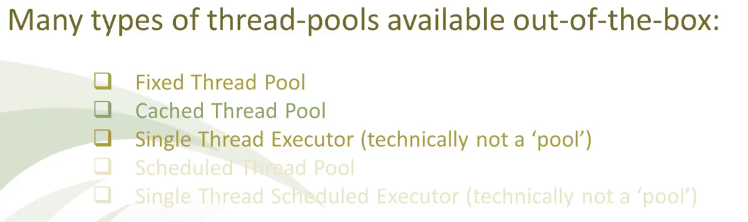 Many types of thread-pools available out-of-the-box:
Fixed Thread Pool
Cached Thread Pool
Single Thread Executor (technically not a ‘pool’)
Scheduled Thread Pool
Single Thread Scheduled Executor (technically not a ‘pool’)